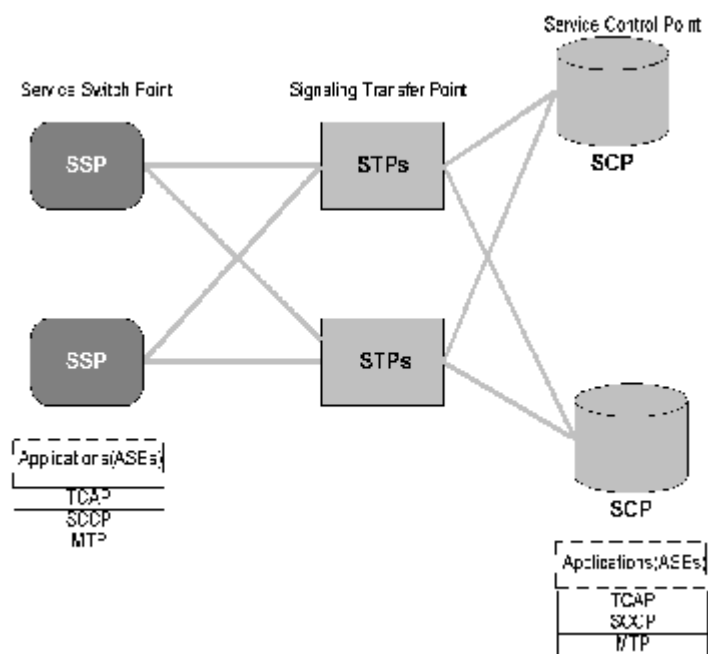 Service Control Point
Service Switch Point
Signaling Transfer Point
SSP
STPs
SCP
SSP
STPs
SCP
Applications(ASEs)
TCAP
SCCP
MTP
Applications(ASEs)
TCAP
SCCP
MTP